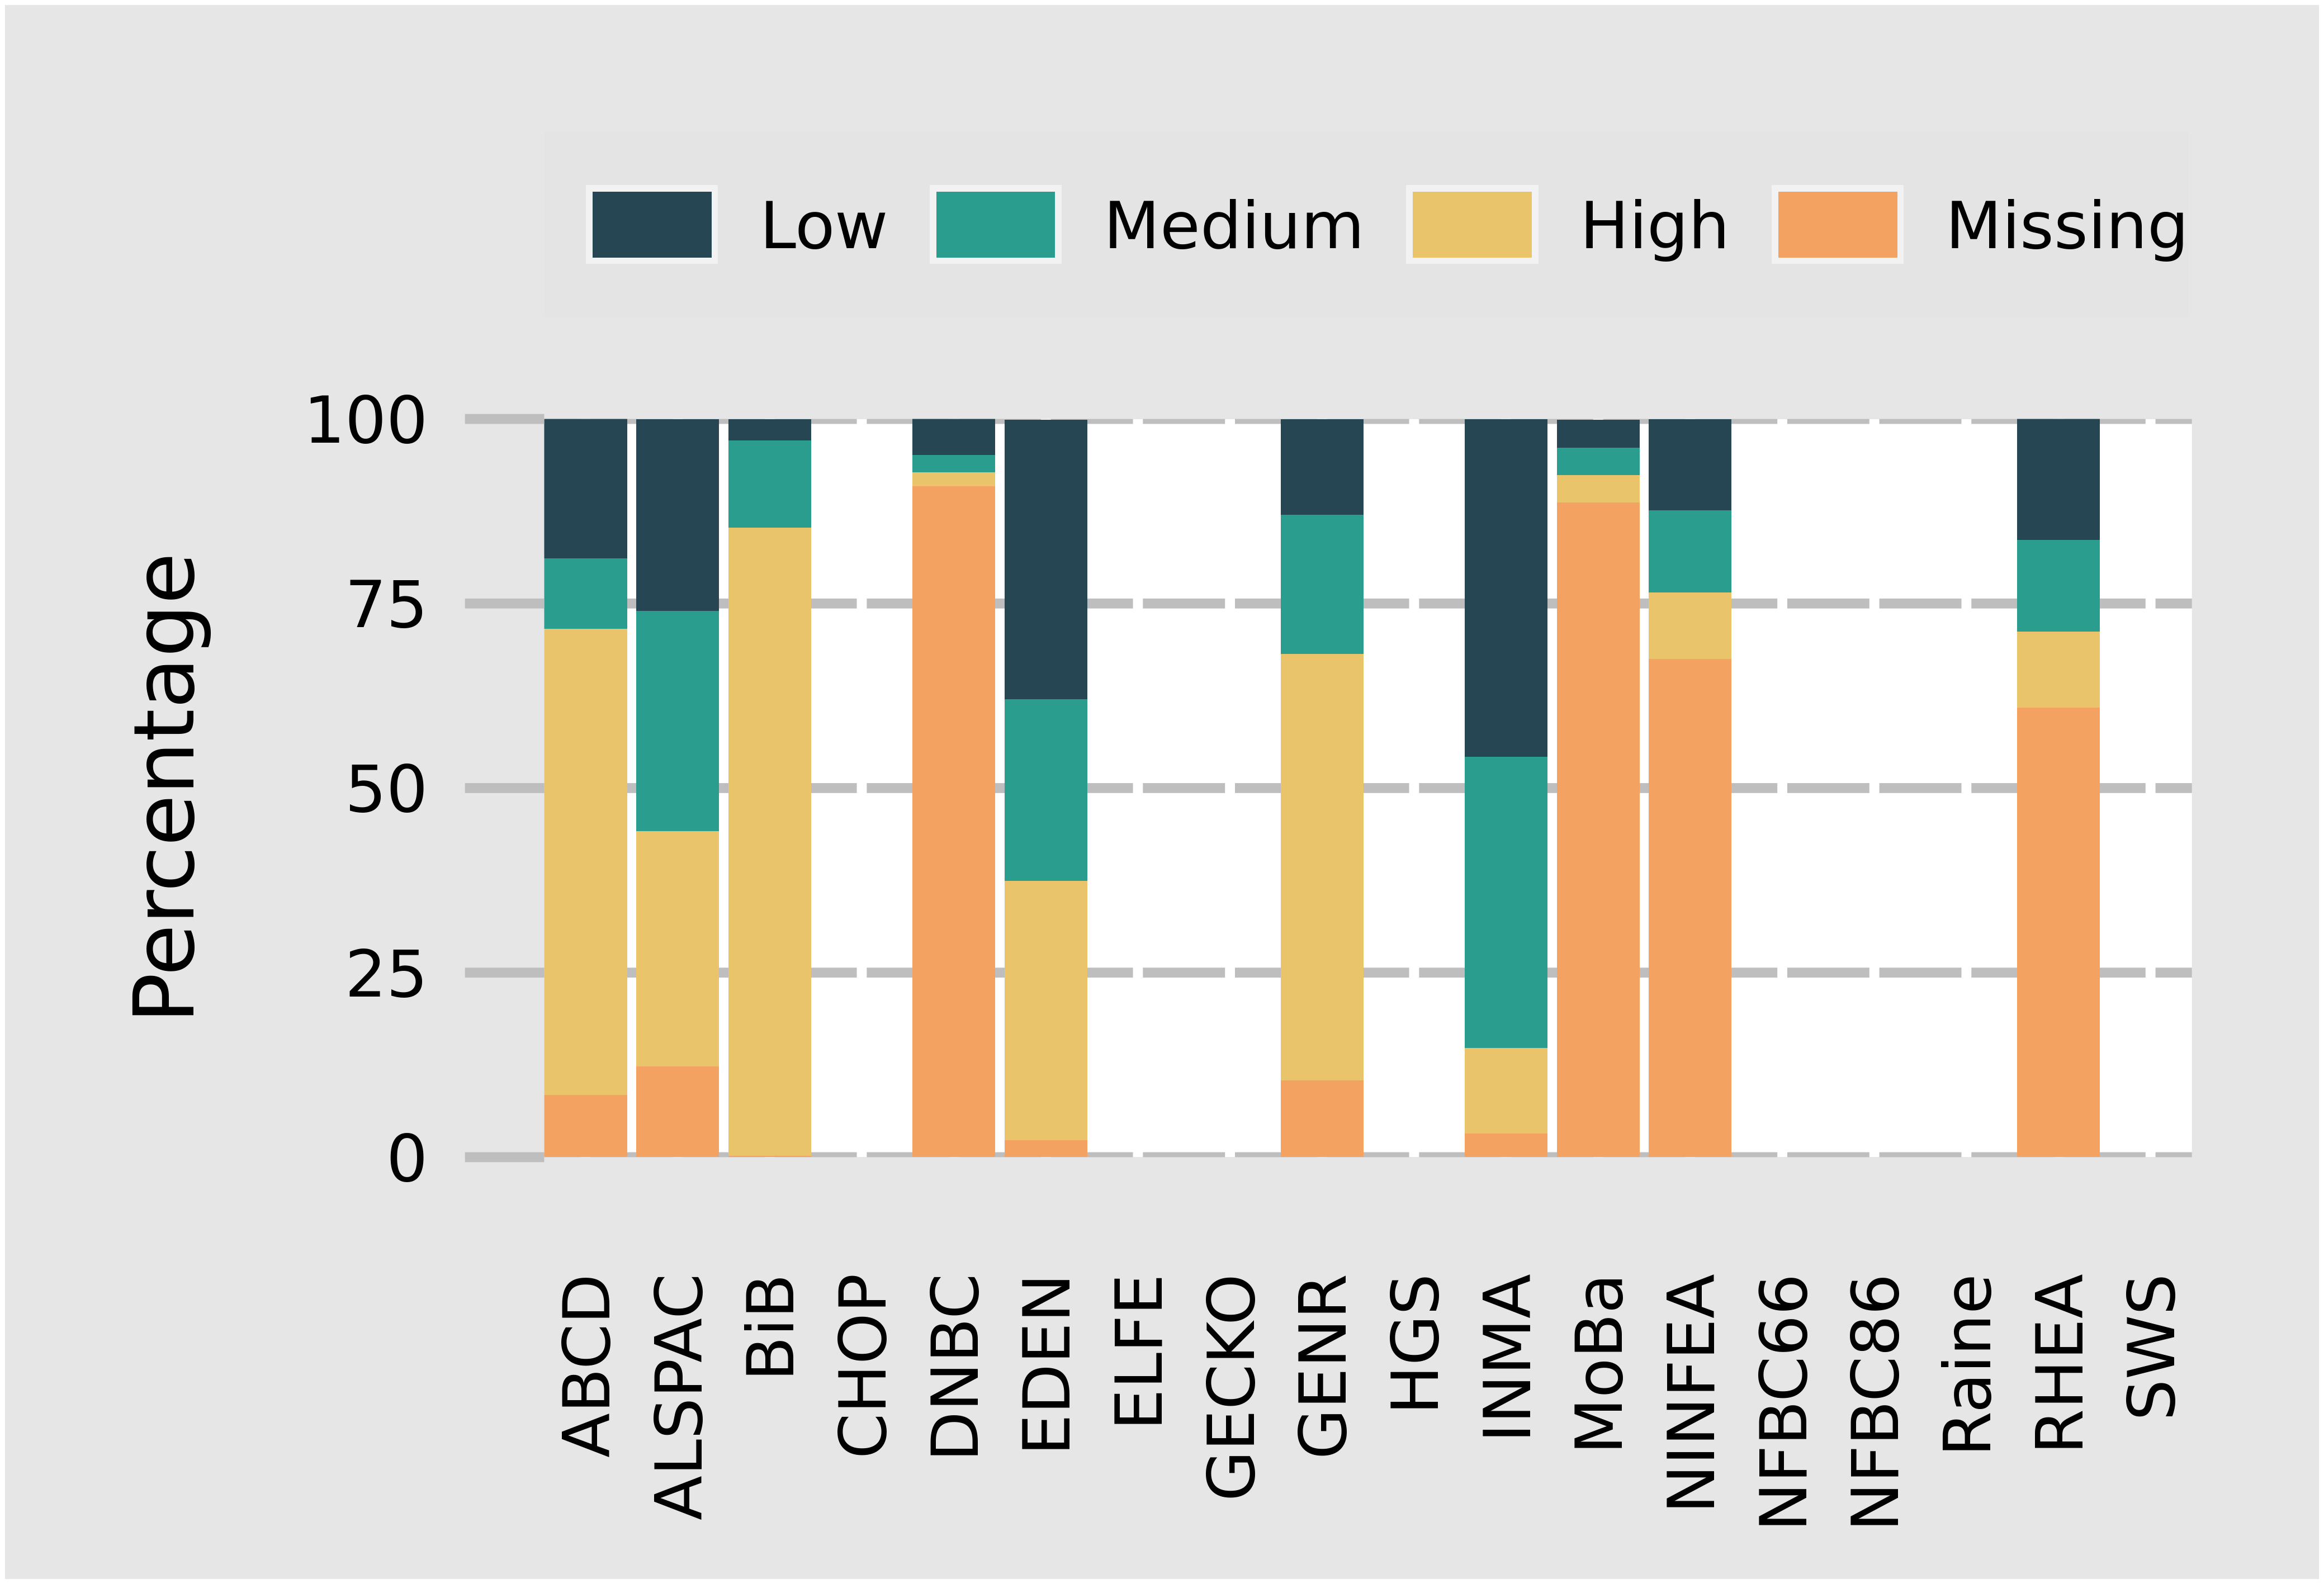 Low Medium High Missing
Percentage
100
75
50
25
0
ABCD
ALSPAC
BiB
CHOP
DNBC
EDEN
ELFE
GECKO
GENR
HGS
INMA
MoBa
NINFEA
NFBC66
NFBC86
Raine
RHEA
SWS